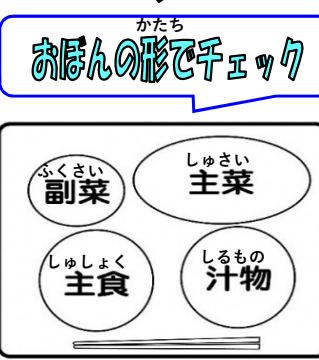 かたち
おぼんの形でチェック
ふくさい
副菜
しゅさい
主菜
しゅしょく
主食
しるもの
汁物